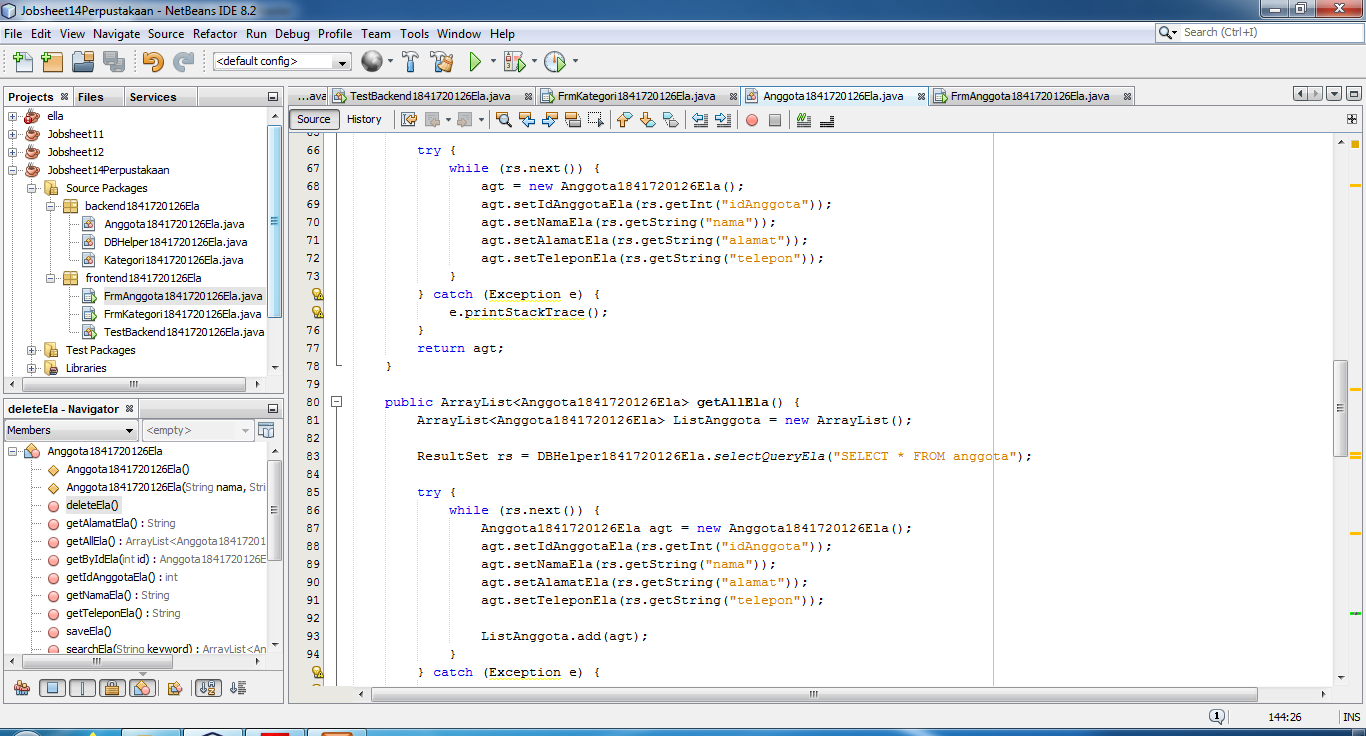 Jobsheet14Perpustakaan - NetBeans IDE 8.2
File Edit View Navigate Source Refactor Run Debug Profile Team Tools Window Help
Search (Ctrl+I)
<default config>
Projects Files Services
ella
Jobsheet11
Jobsheet12
Jobsheet14Perpustakaan
Source Packages
backend1841720126Ela
Anggota1841720126Ela.java
DBHelper1841720126Ela.java
Kategori1841720126Ela.java
frontend1841720126Ela
FrmAnggota1841720126Ela.java
FrmKategori1841720126Ela.java
TestBackend1841720126Ela.java
Test Packages
Libraries
deleteEla - Navigator
Members <empty>
Anggota1841720126Ela
Anggota1841720126Ela()
Anggota1841720126Ela(String nama, Stri
deleteEla()
getAlamatEla() : String
getAllEla() : ArrayList<Anggota18417201
getByIdEla(int id) : Anggota1841720126E
getIdAnggotaEla() : int
getNamaEla() : String
getTeleponEla() : String
saveEla()
searchEla(String keyword) : ArrayList<An
...ava TestBackend1841720126Ela.java FrmKategori1841720126Ela.java Anggota1841720126Ela.java FrmAnggota1841720126Ela.java
Source History
65
66 try {
67 while (rs.next()) {
68 agt = new Anggota1841720126Ela();
69 agt.setIdAnggotaEla(rs.getInt("idAnggota"));
70 agt.setNamaEla(rs.getString("nama"));
71 agt.setAlamatEla(rs.getString("alamat"));
72 agt.setTeleponEla(rs.getString("telepon"));
73 }
} catch (Exception e) {
e.printStackTrace();
76 }
77 return agt;
78 }
79
80 public ArrayList<Anggota1841720126Ela> getAllEla() {
81 ArrayList<Anggota1841720126Ela> ListAnggota = new ArrayList();
82
83 ResultSet rs = DBHelper1841720126Ela.selectQueryEla("SELECT * FROM anggota");
84
85 try {
86 while (rs.next()) {
87 Anggota1841720126Ela agt = new Anggota1841720126Ela();
88 agt.setIdAnggotaEla(rs.getInt("idAnggota"));
89 agt.setNamaEla(rs.getString("nama"));
90 agt.setAlamatEla(rs.getString("alamat"));
91 agt.setTeleponEla(rs.getString("telepon"));
92
93 ListAnggota.add(agt);
94 }
} catch (Exception e) {
1 144:26 INS